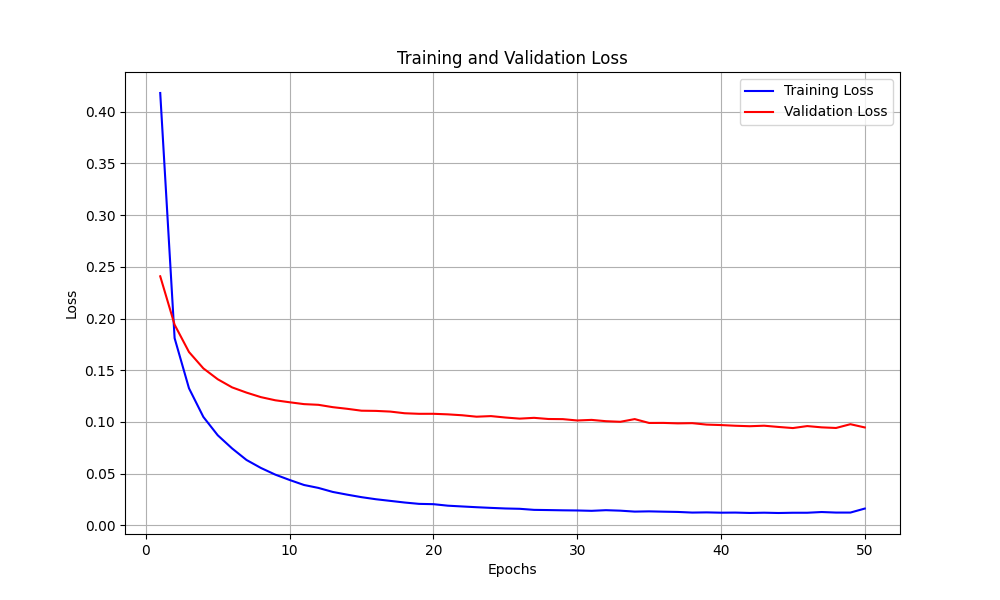 Training and Validation Loss
Training Loss
Validation Loss
0.40
0.35
0.30
0.25
0.20
0.15
0.10
0.05
0.00
Loss
0 10 20 30 40 50
Epochs